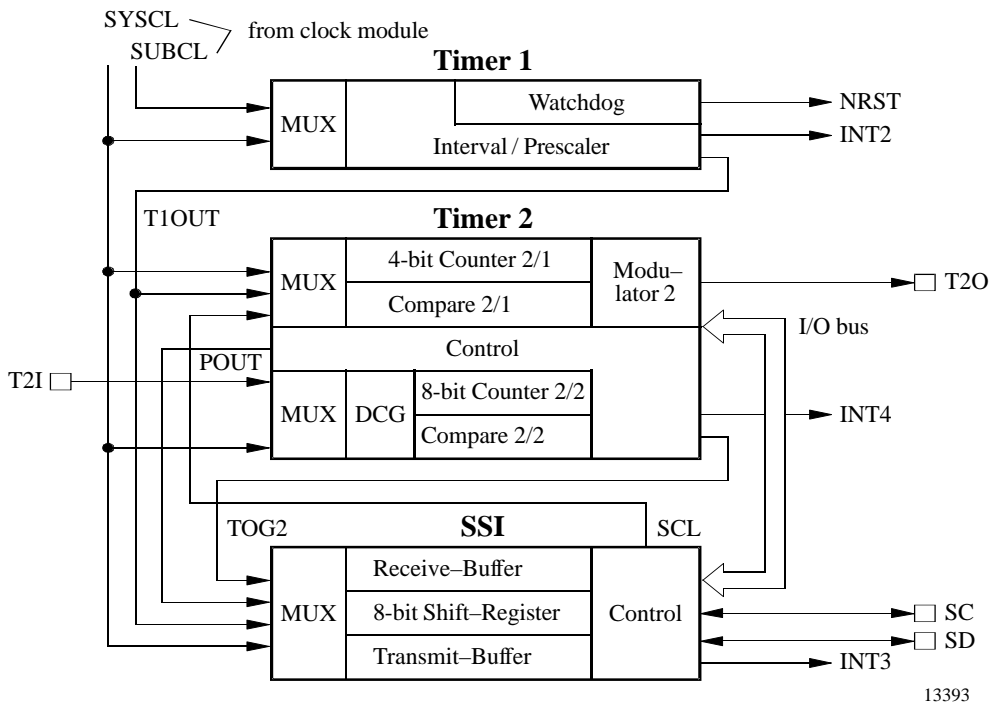 SYSCL
SUBCL
from clock module
Timer 1
MUX
Watchdog
Interval / Prescaler
NRST
INT2
T1OUT
Timer 2
MUX
4-bit Counter 2/1
Compare 2/1
Modu–
lator 2
T2O
I/O bus
POUT
Control
T2I
MUX
DCG
8-bit Counter 2/2
Compare 2/2
INT4
TOG2
SSI
SCL
MUX
Receive–Buffer
8-bit Shift–Register
Transmit–Buffer
Control
SC
SD
INT3
13393